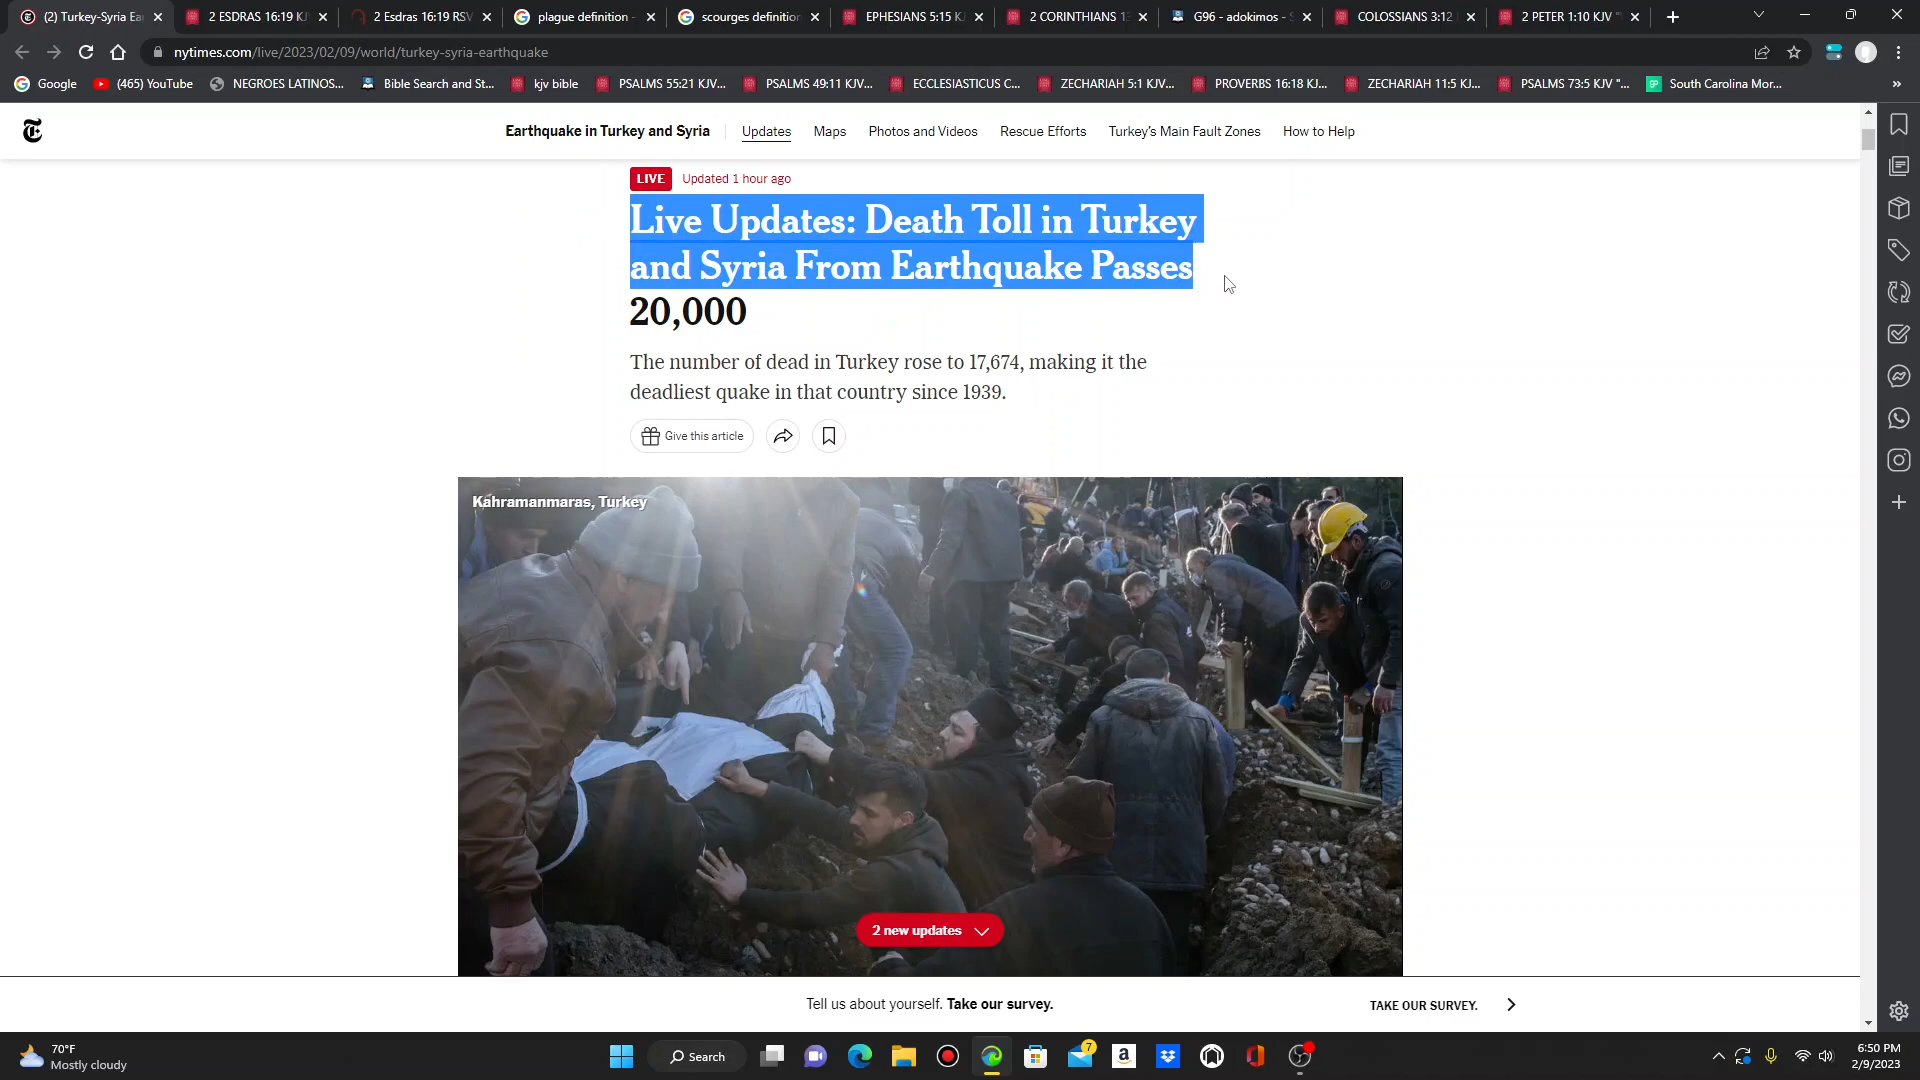 (2) Turkey-Syria Ea
2 ESDRAS 16:19 KJ
2 Esdras 16:19 RSV
plague definition -
scourges definition
EPHESIANS 5:15 KJ
2 CORINTHIANS 13
G96 - adokimos - S
COLOSSIANS 3:12
2 PETER 1:10 KJV "
nytimes.com/live/2023/02/09/world/turkey-syria-earthquake
Google
(465) YouTube
NEGROES LATINOS...
Bible Search and St...
kjv bible
PSALMS 55:21 KJV...
PSALMS 49:11 KJV...
ECCLESIASTICUS C...
ZECHARIAH 5:1 KJV...
PROVERBS 16:18 KJ...
ZECHARIAH 11:5 KJ...
PSALMS 73:5 KJV "...
South Carolina Mor...
Earthquake in Turkey and Syria
Updates
Maps
Photos and Videos
Rescue Efforts
Turkey's Main Fault Zones
How to Help
LIVE Updated 1 hour ago
Live Updates: Death Toll in Turkey
and Syria From Earthquake Passes
20,000
The number of dead in Turkey rose to 17,674, making it the
deadliest quake in that country since 1939.
Give this article
Kahramanmaras, Turkey
2 new updates
Tell us about yourself. Take our survey.
TAKE OUR SURVEY.
70°F
Mostly cloudy
Search
7
6:50 PM
2/9/2023